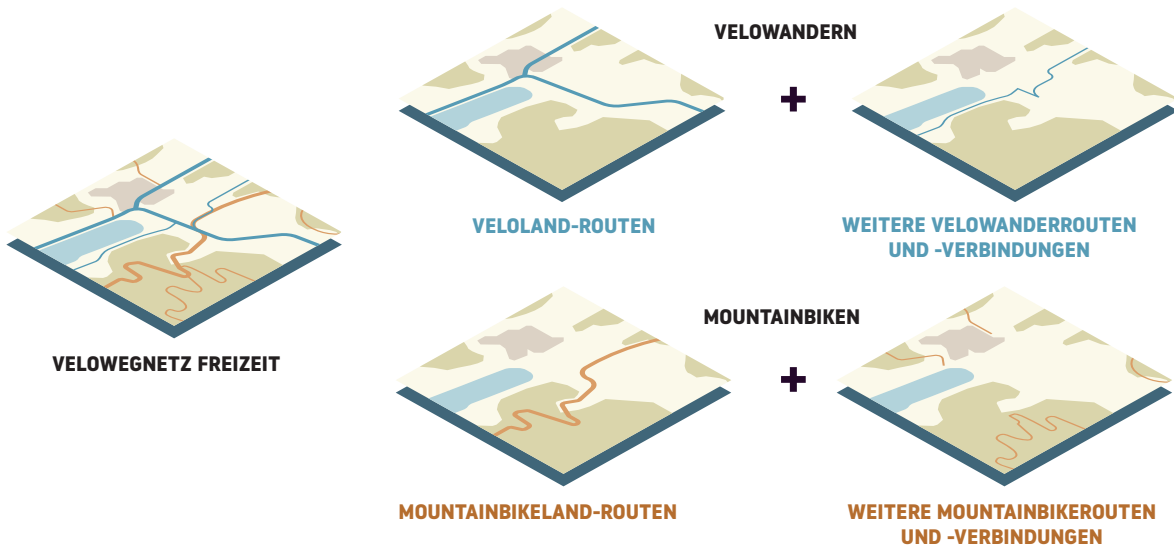 VELOWANDERN
+
VELOLAND-ROUTEN
WEITERE VELOWANDERROUTEN
UND -VERBINDUNGEN
VELOWEGNETZ FREIZEIT
MOUNTAINBIKEN
+
MOUNTAINBIKELAND-ROUTEN
WEITERE MOUNTAINBIKEROUTEN
UND -VERBINDUNGEN